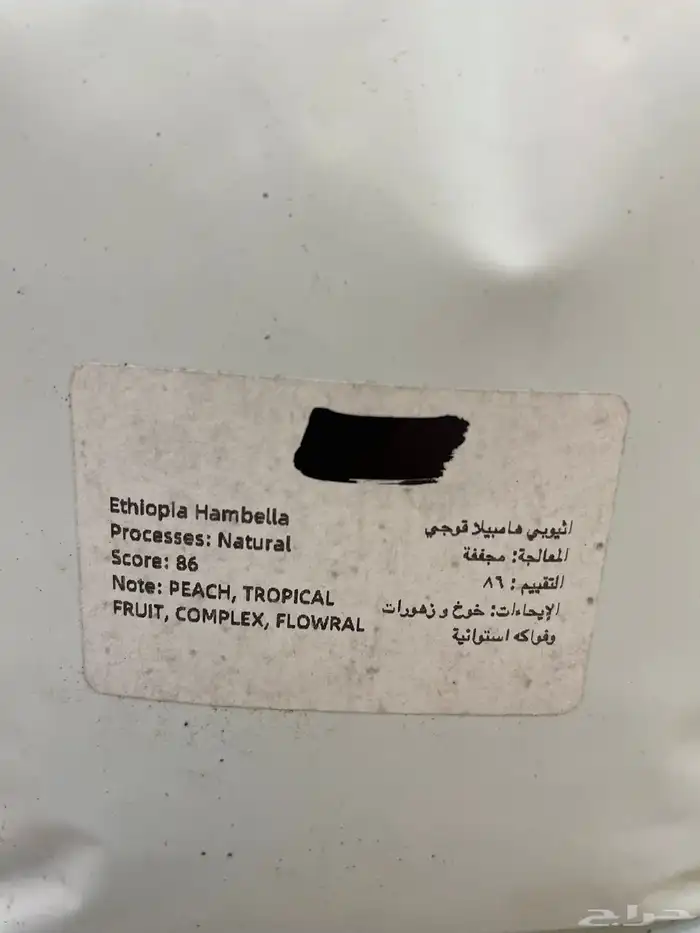 Ethiopia Hambella
Processes: Natural
Score: 86
Note: PEACH, TROPICAL
FRUIT, COMPLEX, FLOWRAL
اثيوبي هامبيلا قوجي
المعالجة: مجففة
التقييم: ٨٦
الإيحاءات: خوخ و زهورات
وفواكه استوائية
حراج